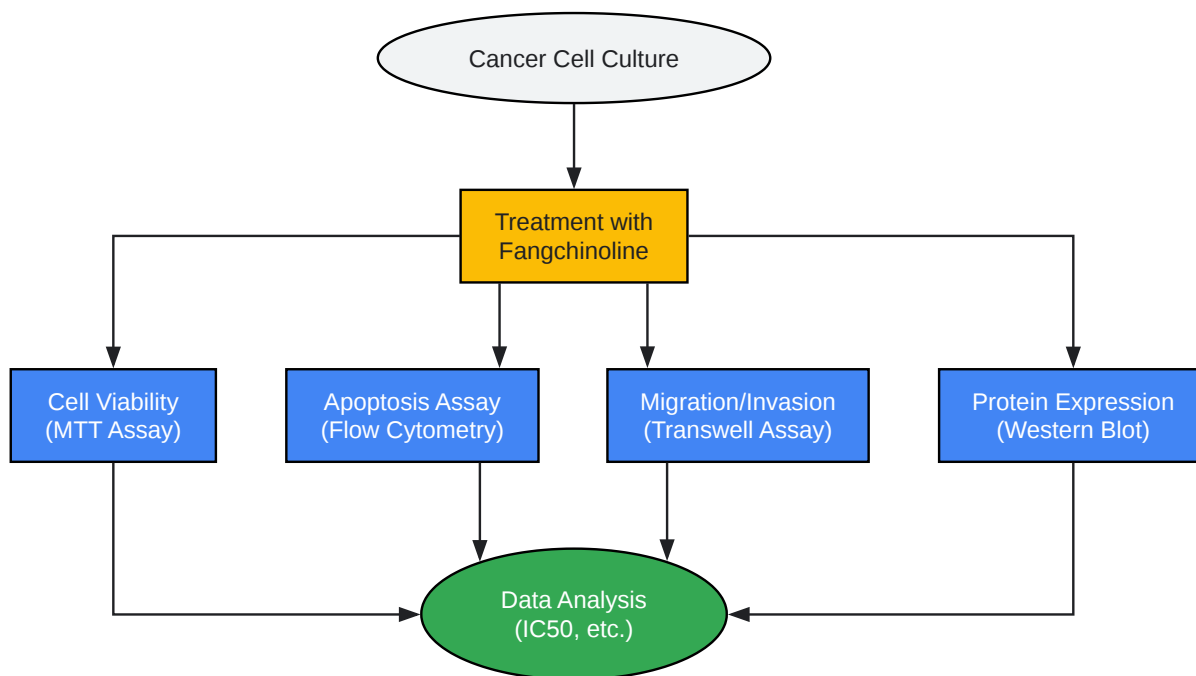 Cancer Cell Culture
Treatment with
Fangchinoline
Cell Viability
(MTT Assay)
Apoptosis Assay
(Flow Cytometry)
Migration/Invasion
(Transwell Assay)
Protein Expression
(Western Blot)
Data Analysis
(IC50, etc.)